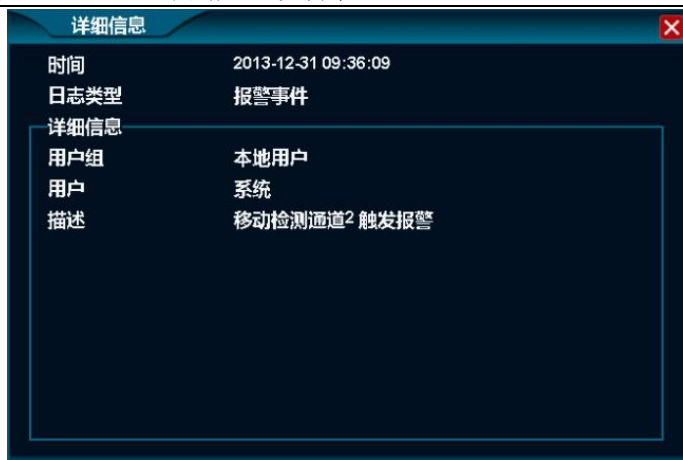 详细信息
时间 2013-12-31 09:36:09
日志类型 报警事件
详细信息
用户组 本地用户
用户 系统
描述 移动检测通道2 触发报警